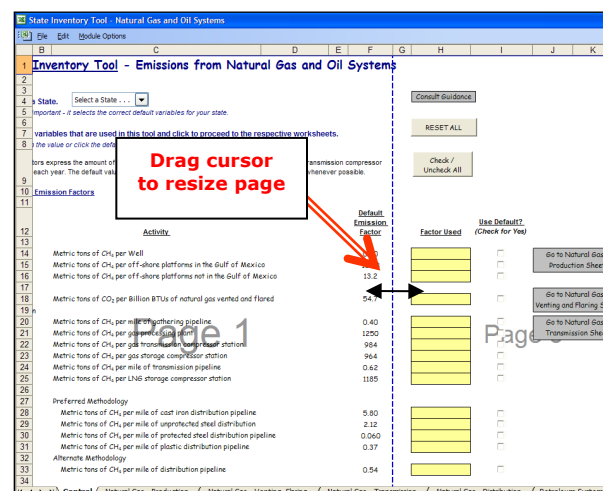 State Inventory Tool - Natural Gas and Oil Systems
File Edit Module Options
B C D E F G H I J K
1 Inventory Tool - Emissions from Natural Gas and Oil Systems
2
3
4 a State. Select a State . . . Consult Guidance
5 important - it selects the correct default variables for your state.
6 RESET ALL
7 variables that are used in this tool and click to proceed to the respective worksheets.
8 the value or click the defa
tors express the amount of ransmission compressor Check / Uncheck All
9 each year. The default valu whenever possible.
Drag cursor
to resize page
10 Emission Factors
11
Default
Emission Use Default?
12 Activity Factor Factor Used (Check for Yes)
13
14 Metric tons of CH₄ per Well Go to Natural Gas
15 Metric tons of CH₄ per off-shore platforms in the Gulf of Mexico Production Shee
16 Metric tons of CH₄ per off-shore platforms not in the Gulf of Mexico 13.2
17
18 Metric tons of CO₂ per Billion BTUs of natural gas vented and flared 54.7 Go to Natural Gas Venting and Flaring S
19 n
20 Metric tons of CH₄ per mile of gathering pipeline 0.40 Go to Natural Gas
21 Metric tons of CH₄ per gas processing plant 1250 Transmission Shee
22 Metric tons of CH₄ per gas transmission compressor station 984
Page 1 Page
23 Metric tons of CH₄ per gas storage compressor station 964
24 Metric tons of CH₄ per mile of transmission pipeline 0.62
25 Metric tons of CH₄ per LNG storage compressor station 1185
26
27 Preferred Methodology
28 Metric tons of CH₄ per mile of cast iron distribution pipeline 5.80
29 Metric tons of CH₄ per mile of unprotected steel distribution 2.12
30 Metric tons of CH₄ per mile of protected steel distribution pipeline 0.060
31 Metric tons of CH₄ per mile of plastic distribution pipeline 0.37
32 Alternate Methodology
33 Metric tons of CH₄ per mile of distribution pipeline 0.54
34
Control / Natural Gas - Production / Natural Gas - Venting Flaring / Natural Gas - Transmission / Natural Gas - Distribution / Petroleum Systems